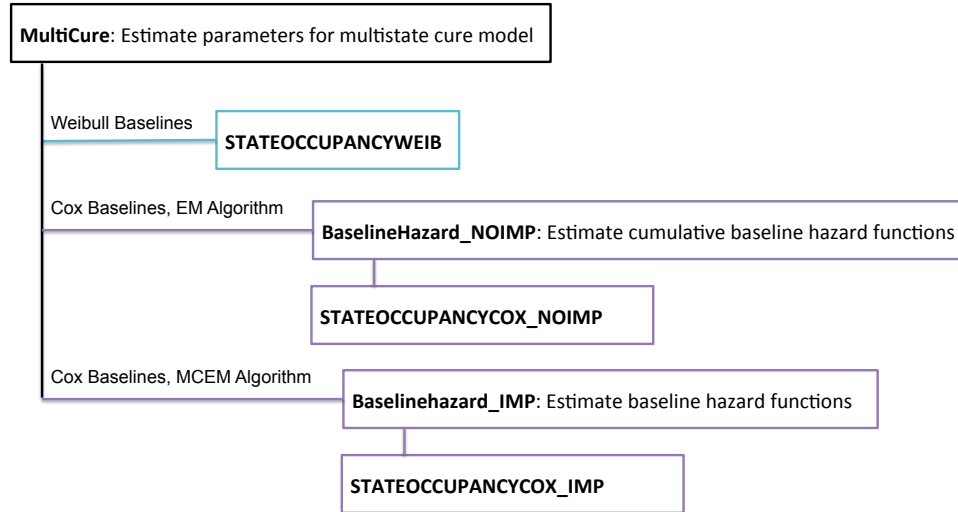 MultiCure: Estimate parameters for multistate cure model
Weibull Baselines
STATEOCCUPANCYWEIB
Cox Baselines, EM Algorithm
BaselineHazard_NOIMP: Estimate cumulative baseline hazard functions
STATEOCCUPANCYCOX_NOIMP
Cox Baselines, MCEM Algorithm
Baselinehazard_IMP: Estimate baseline hazard functions
STATEOCCUPANCYCOX_IMP